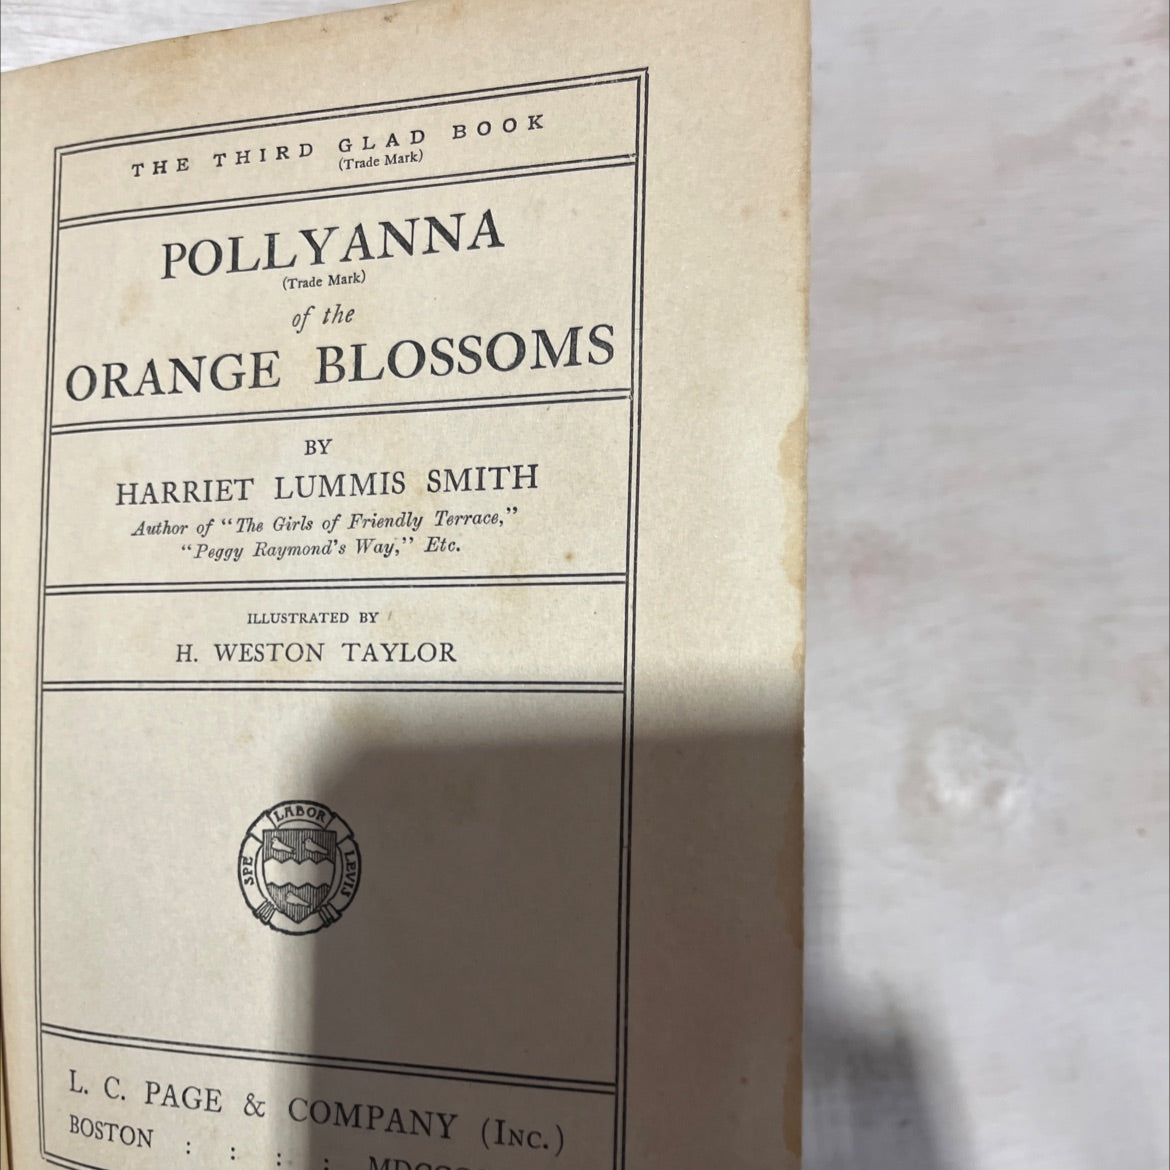 THE THIRD GLAD BOOK
(Trade Mark)
POLLYANNA
(Trade Mark)
of the
ORANGE BLOSSOMS
BY
HARRIET LUMMIS SMITH
Author of “The Girls of Friendly Terrace,”
“Peggy Raymond’s Way,” Etc.
ILLUSTRATED BY
H. WESTON TAYLOR
SPE LABOR LEVIS
L. C. PAGE & COMPANY (INC.)
BOSTON : : : :